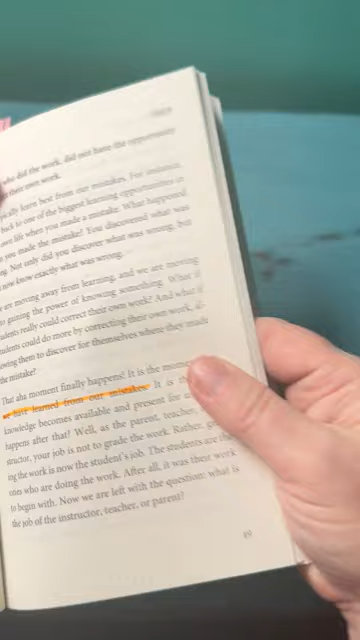 who did the work, did not have the opportunity
their own work.
learn best from our mistakes. For instance,
back to one of the biggest learning opportunities in
own life when you made a mistake. What happened
you made the mistake? You discovered what was
Not only did you discover what was wrong, but
now know exactly what was wrong.
are moving away from learning, and we are moving
gaining the power of knowing something. What if
students really could correct their own work? And what if
students could do more by correcting their own work,
allowing them to discover for themselves where they made
the mistake?
That aha moment finally happens! It is the
we have learned from our mistakes. It is
knowledge becomes available and present for
happens after that? Well, as the parent, teacher,
structor, your job is not to grade the work. Rather,
ing the work is now the student's job. The students are the
ones who are doing the work. After all, it was their work
to begin with. Now we are left with the question: what is
the job of the instructor, teacher, or parent?